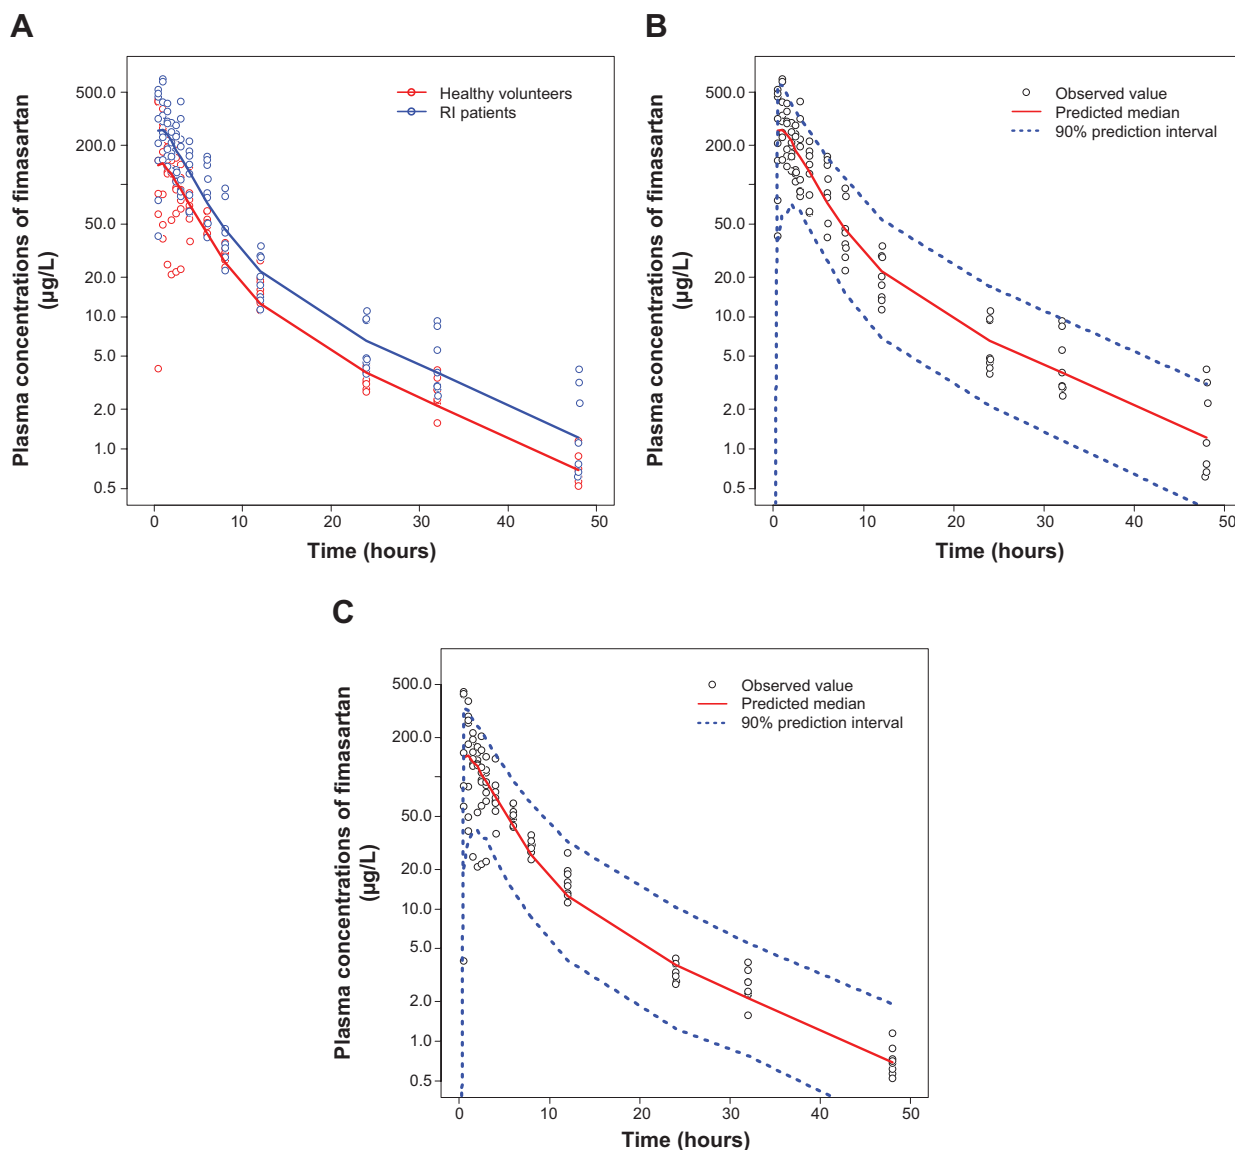 A
Plasma concentrations of fimasartan
(µg/L)
500.0
200.0
50.0
20.0
10.0
5.0
2.0
1.0
0.5
Healthy volunteers
RI patients
0 10 20 30 40 50
Time (hours)
B
Plasma concentrations of fimasartan
(µg/L)
500.0
200.0
50.0
20.0
10.0
5.0
2.0
1.0
0.5
Observed value
Predicted median
90% prediction interval
0 10 20 30 40 50
Time (hours)
C
Plasma concentrations of fimasartan
(µg/L)
500.0
200.0
50.0
20.0
10.0
5.0
2.0
1.0
0.5
Observed value
Predicted median
90% prediction interval
0 10 20 30 40 50
Time (hours)